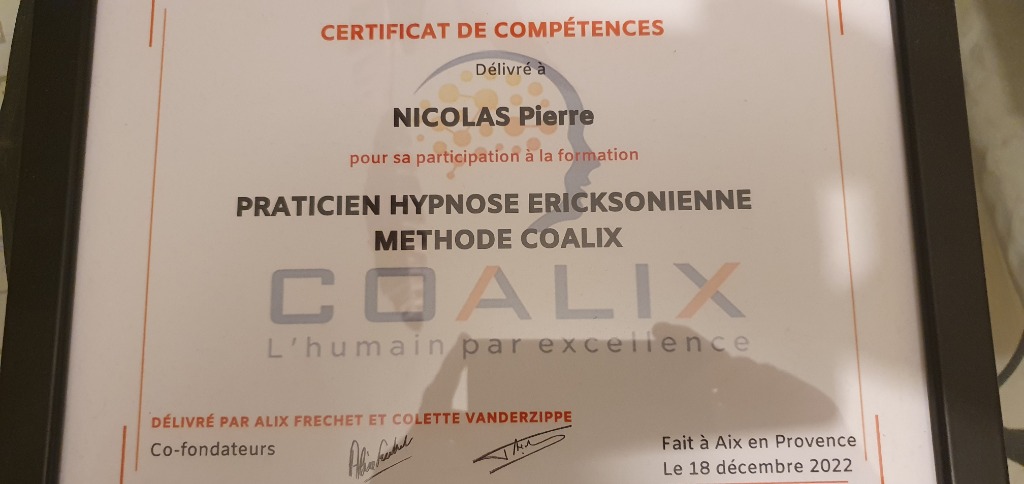 CERTIFICAT DE COMPÉTENCES
Délivré à
NICOLAS Pierre
pour sa participation à la formation
PRATICIEN HYPNOSE ERICKSONIENNE
METHODE COALIX
COALIX
L'humain par excellence
DÉLIVRÉ PAR ALIX FRECHET ET COLETTE VANDERZIPPE
Co-fondateurs
Fait à Aix en Provence
Le 18 décembre 2022